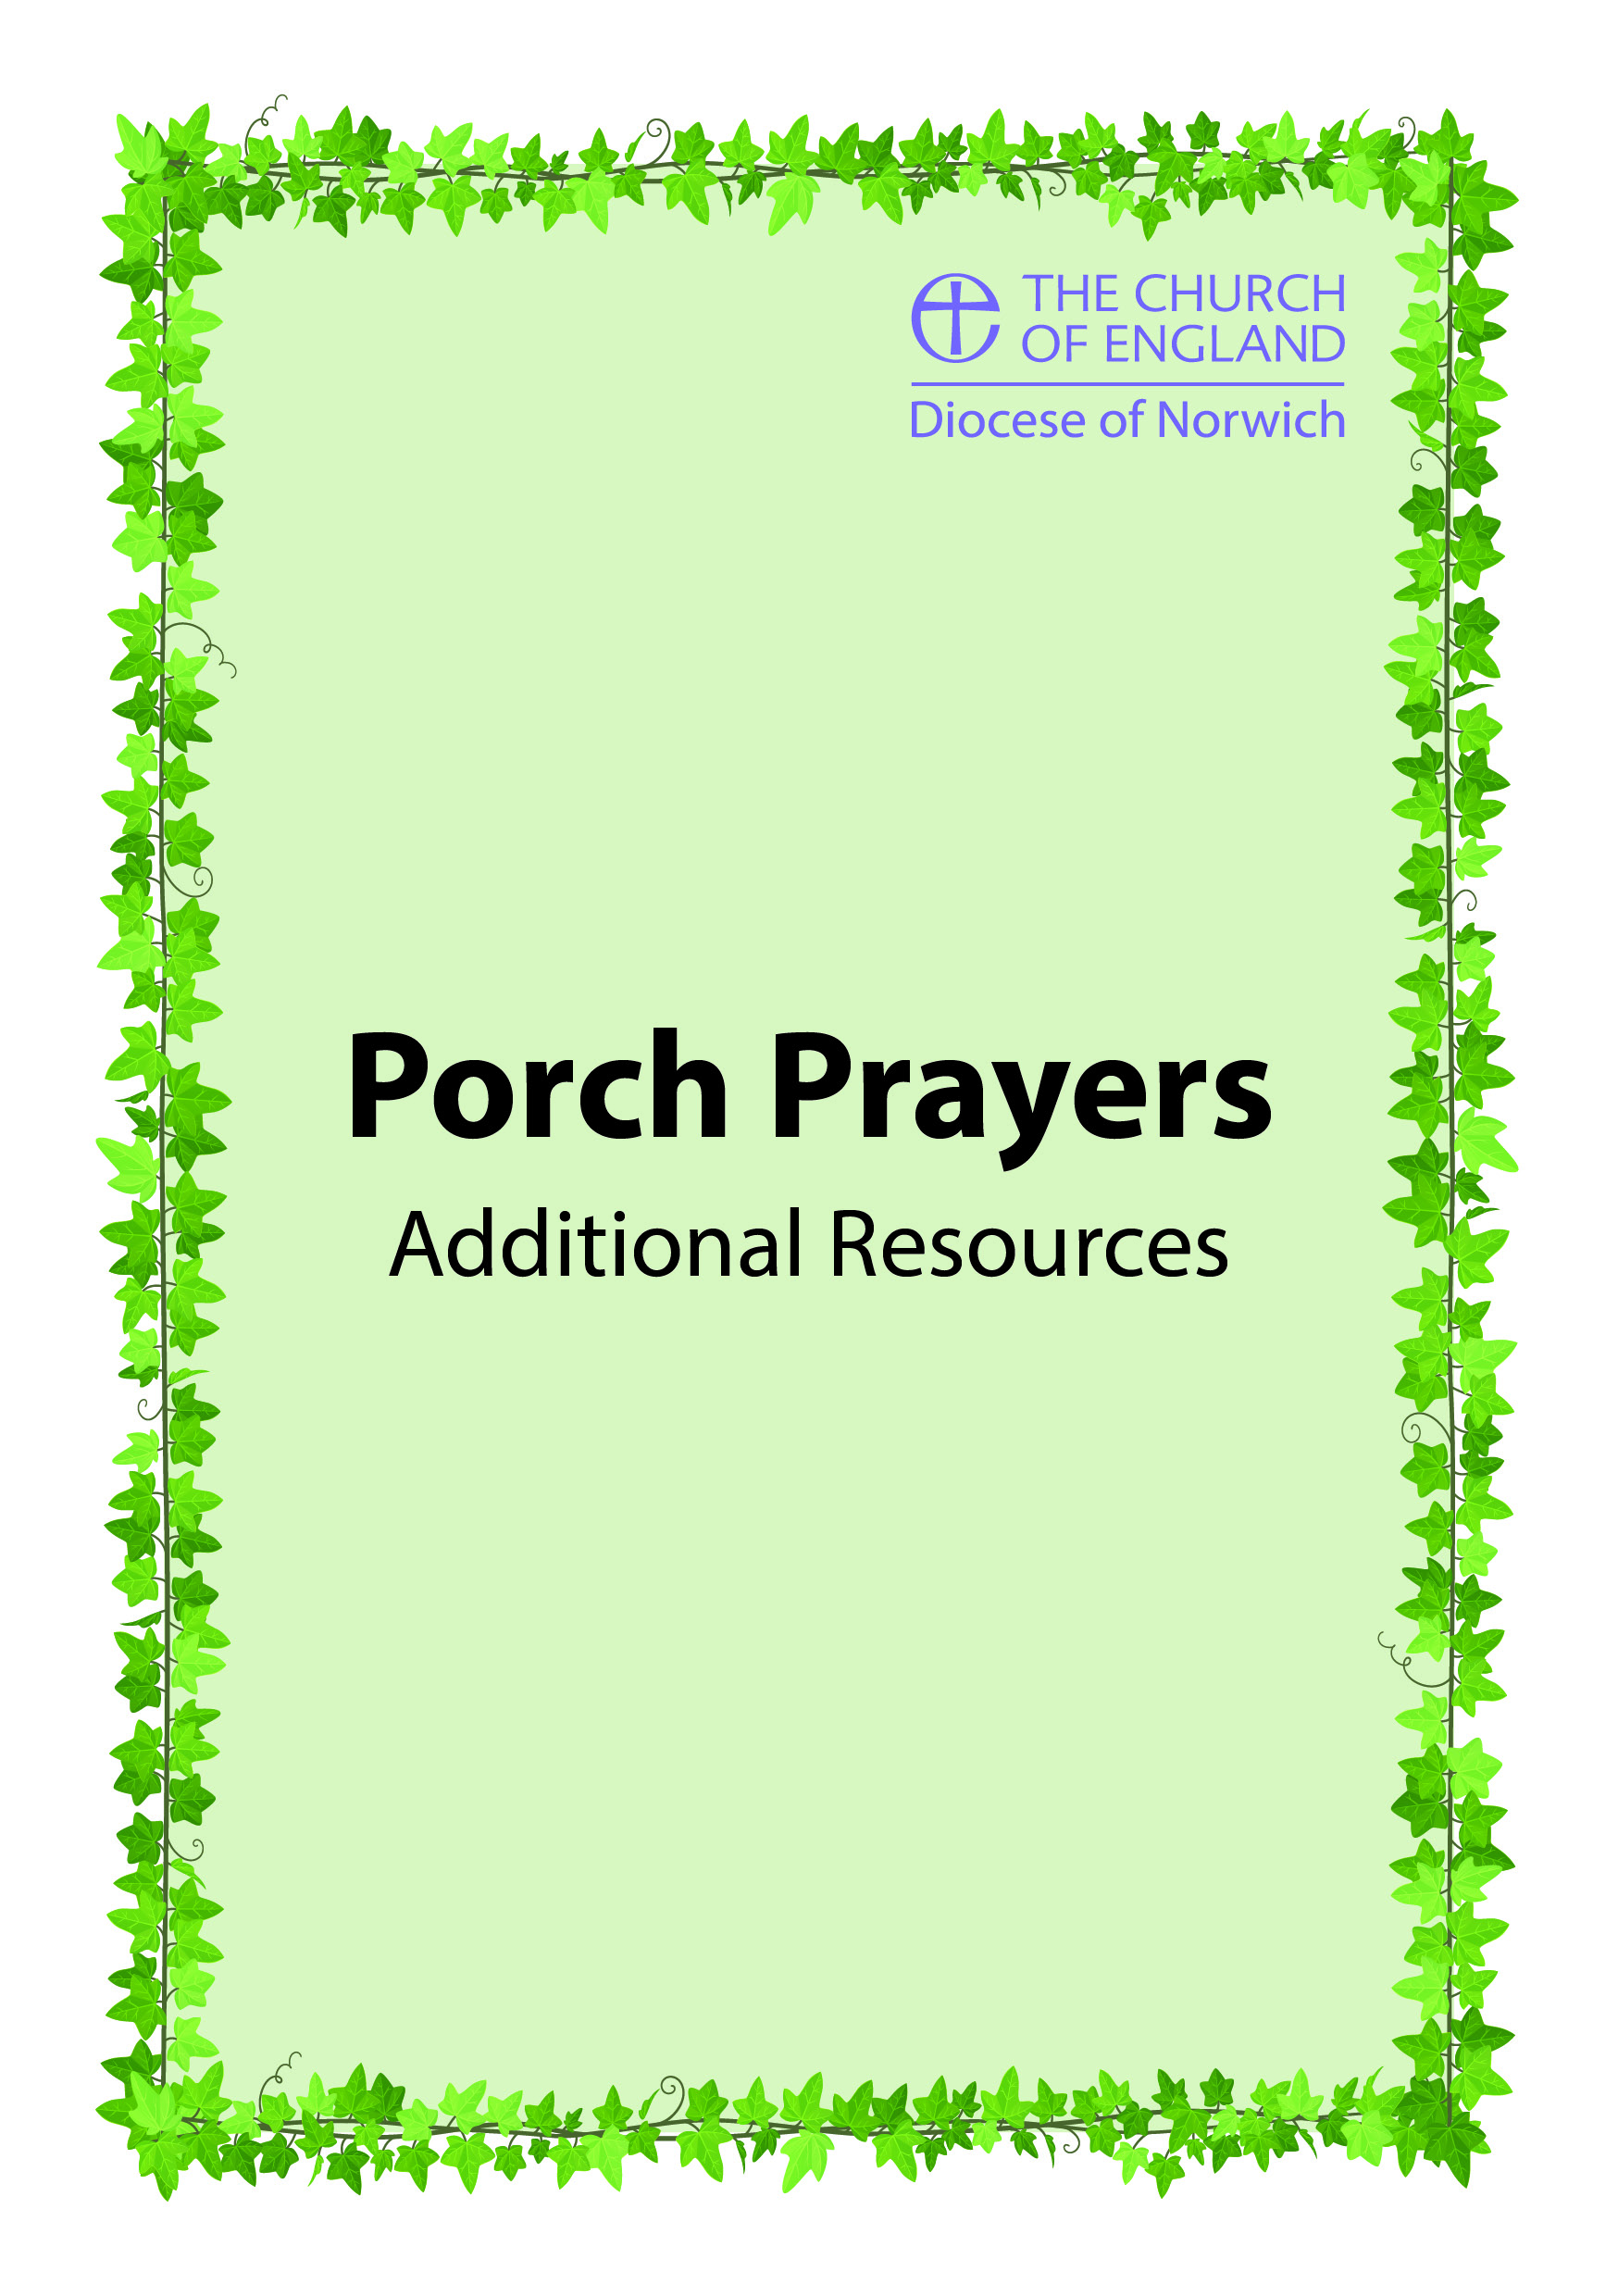 THE CHURCH
OF ENGLAND
Diocese of Norwich
Porch Prayers
Additional Resources